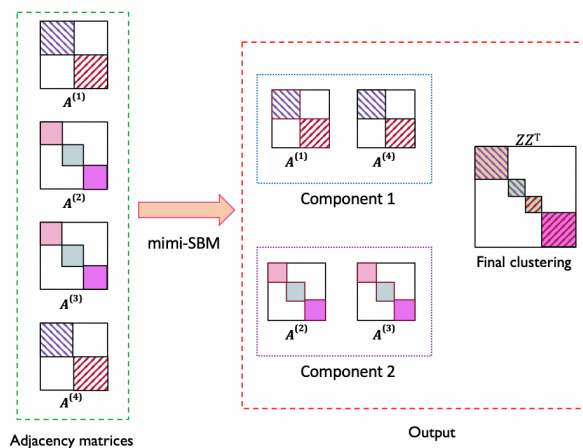 A(1)
A(2)
A(3)
A(4)
Adjacency matrices
mimi-SBM
A(1) A(4)
Component 1
A(2) A(3)
Component 2
ZZᵀ
Final clustering
Output